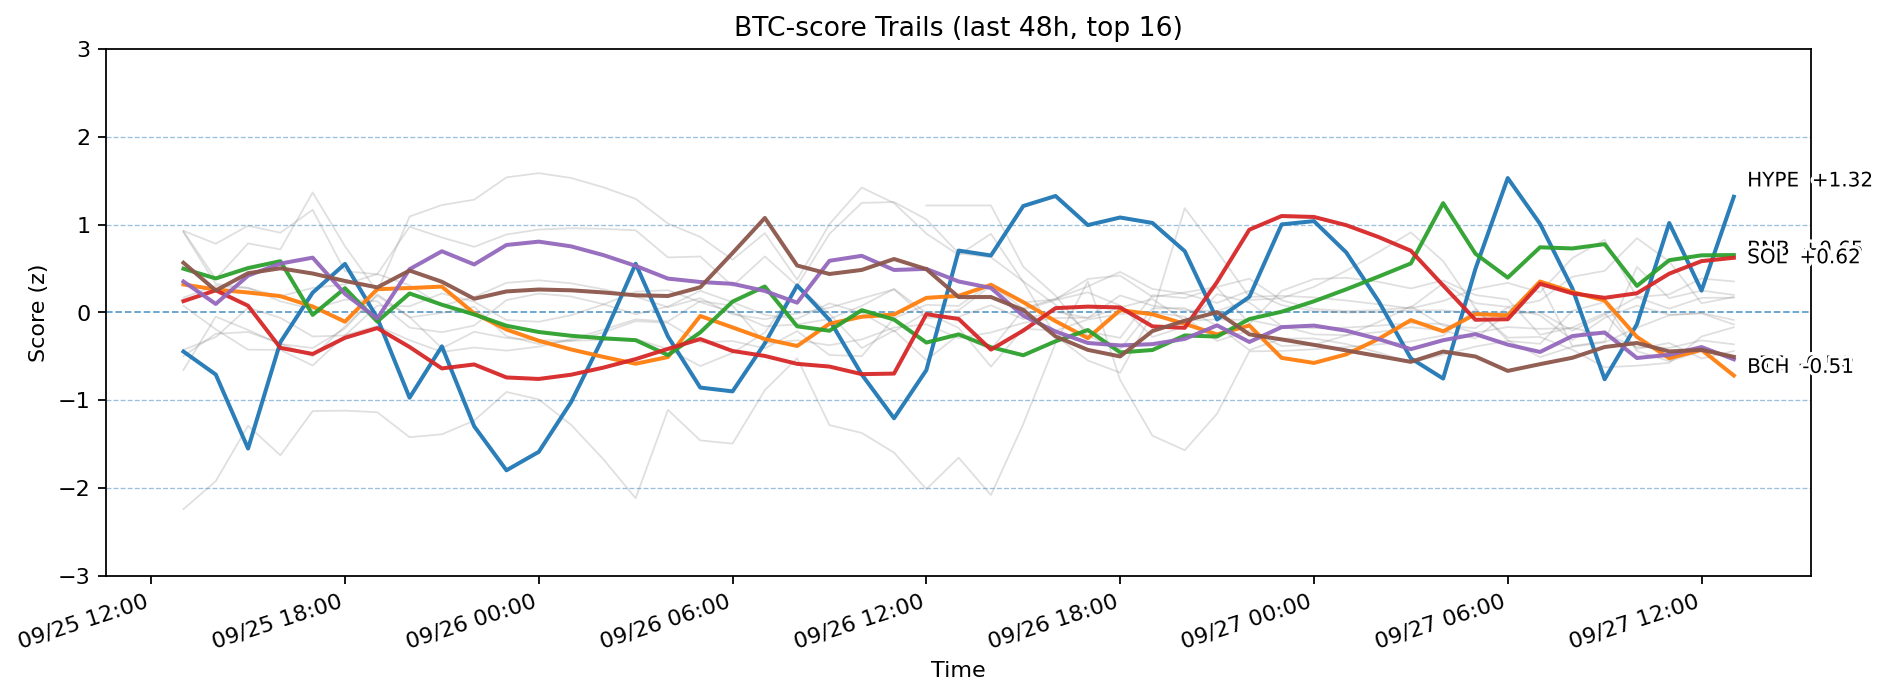 BTC-score Trails (last 48h, top 16)
3
2
1
0
−1
−2
−3
Score (z)
HYPE +1.32
BNB +0.65
SOL +0.62
BCH -0.51
09/25 12:00
09/25 18:00
09/26 00:00
09/26 06:00
09/26 12:00
09/26 18:00
09/27 00:00
09/27 06:00
09/27 12:00
Time